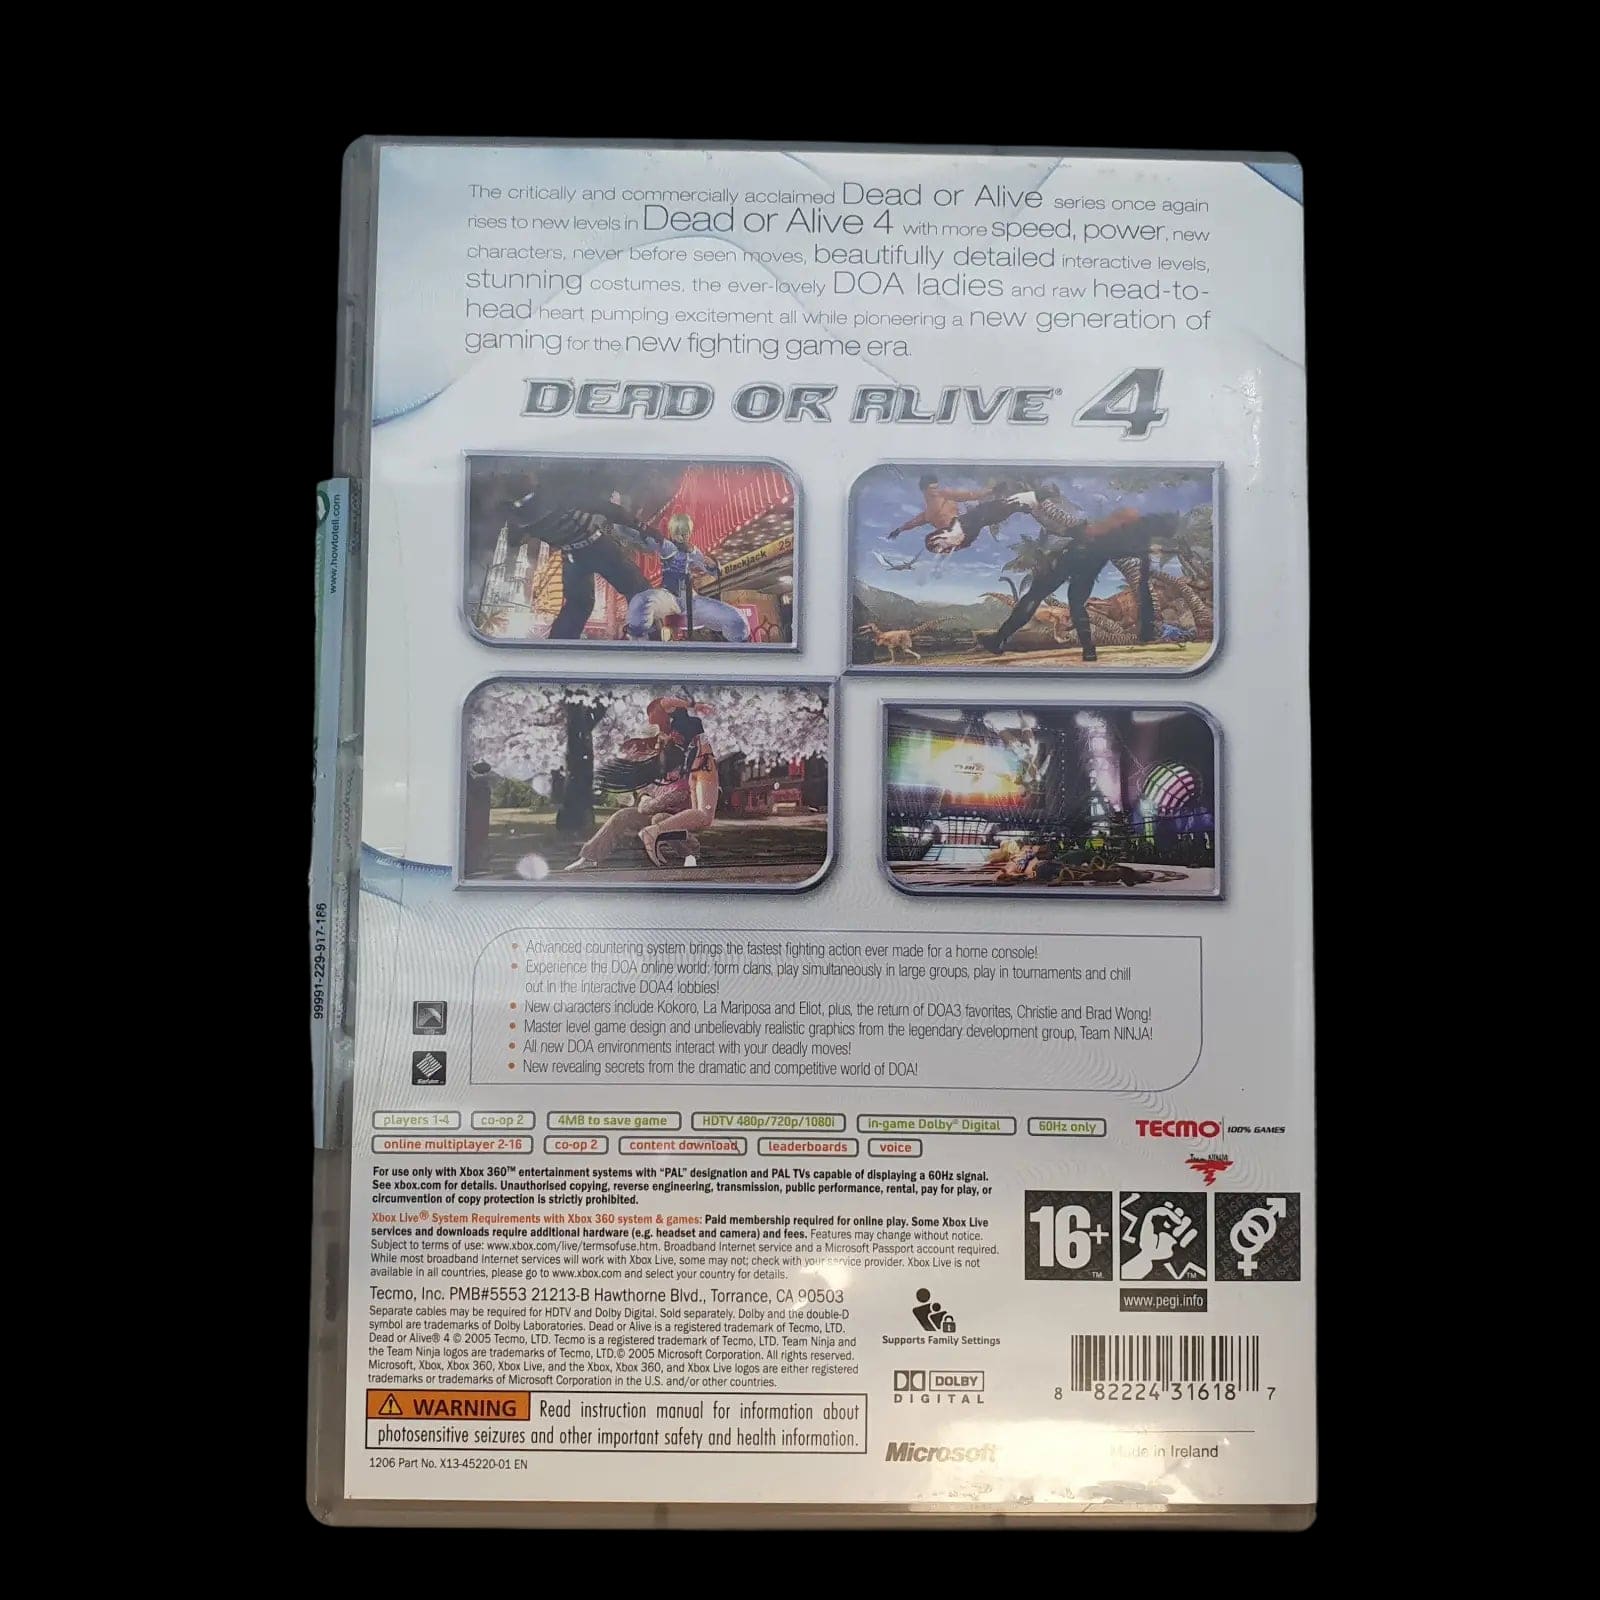 The critically and commercially acclaimed Dead or Alive series once again
rises to new levels in Dead or Alive 4 with more speed, power, new
characters, never before seen moves, beautifully detailed interactive levels,
stunning costumes, the ever-lovely DOA ladies and raw head-to-
head heart pumping excitement all while pioneering a new generation of
gaming for the new fighting game era.
DEAD OR ALIVE® 4
Blackjack 25
www.howtotell.com
99991-229-917-186
• Advanced countering system brings the fastest fighting action ever made for a home console!
• Experience the DOA online world: form clans, play simultaneously in large groups, play in tournaments and chill
out in the interactive DOA4 lobbies!
• New characters include Kokoro, La Mariposa and Eliot, plus, the return of DOA3 favorites, Christie and Brad Wong!
• Master level game design and unbelievably realistic graphics from the legendary development group, Team NINJA!
• All new DOA environments interact with your deadly moves!
• New revealing secrets from the dramatic and competitive world of DOA!
players 1-4 co-op 2 4MB to save game HDTV 480p/720p/1080i in-game Dolby® Digital 60Hz only
online multiplayer 2-16 co-op 2 content download leaderboards voice
TECMO 100% GAMES
Team NINJA
For use only with Xbox 360™ entertainment systems with "PAL" designation and PAL TVs capable of displaying a 60Hz signal.
See xbox.com for details. Unauthorised copying, reverse engineering, transmission, public performance, rental, pay for play, or
circumvention of copy protection is strictly prohibited.
Xbox Live® System Requirements with Xbox 360 system & games: Paid membership required for online play. Some Xbox Live
services and downloads require additional hardware (e.g. headset and camera) and fees. Features may change without notice.
Subject to terms of use: www.xbox.com/live/termsofuse.htm. Broadband Internet service and a Microsoft Passport account required.
While most broadband Internet services will work with Xbox Live, some may not; check with your service provider. Xbox Live is not
available in all countries, please go to www.xbox.com and select your country for details.
Tecmo, Inc. PMB#5553 21213-B Hawthorne Blvd., Torrance, CA 90503
Separate cables may be required for HDTV and Dolby Digital. Sold separately. Dolby and the double-D
symbol are trademarks of Dolby Laboratories. Dead or Alive is a registered trademark of Tecmo, LTD.
Dead or Alive® 4 © 2005 Tecmo, LTD. Tecmo is a registered trademark of Tecmo, LTD. Team Ninja and
the Team Ninja logos are trademarks of Tecmo, LTD.© 2005 Microsoft Corporation. All rights reserved.
Microsoft, Xbox, Xbox 360, Xbox Live, and the Xbox, Xbox 360, and Xbox Live logos are either registered
trademarks or trademarks of Microsoft Corporation in the U.S. and/or other countries.
WARNING Read instruction manual for information about
photosensitive seizures and other important safety and health information.
1206 Part No. X13-45220-01 EN
16+ ™
www.pegi.info
Supports Family Settings
DOLBY
DIGITAL
8 82224 31618 7
Microsoft
Made in Ireland